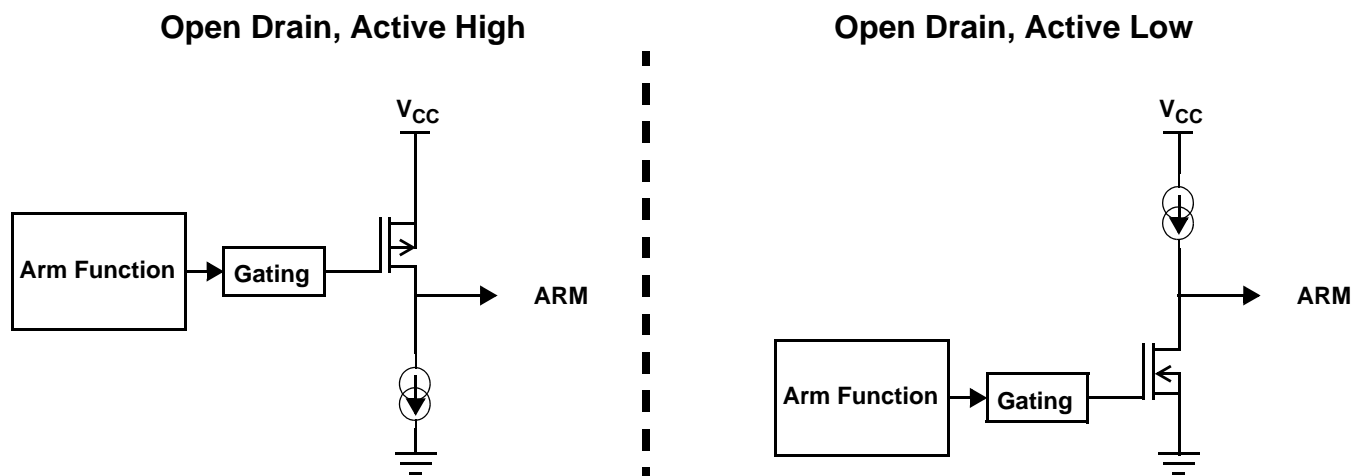 Open Drain, Active High
Open Drain, Active Low
VCC
Arm Function
Gating
ARM
VCC
ARM
Arm Function
Gating